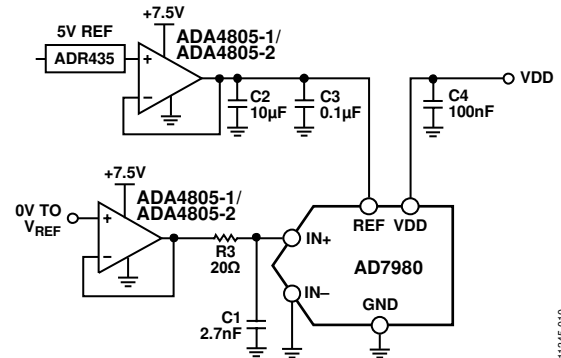 +7.5V
5V REF
ADR435
ADA4805-1/
ADA4805-2
+
−
C2
10µF
C3
0.1µF
C4
100nF
VDD
+7.5V
ADA4805-1/
ADA4805-2
0V TO
VREF
+
−
R3
20Ω
C1
2.7nF
IN+
IN−
REF VDD
AD7980
GND